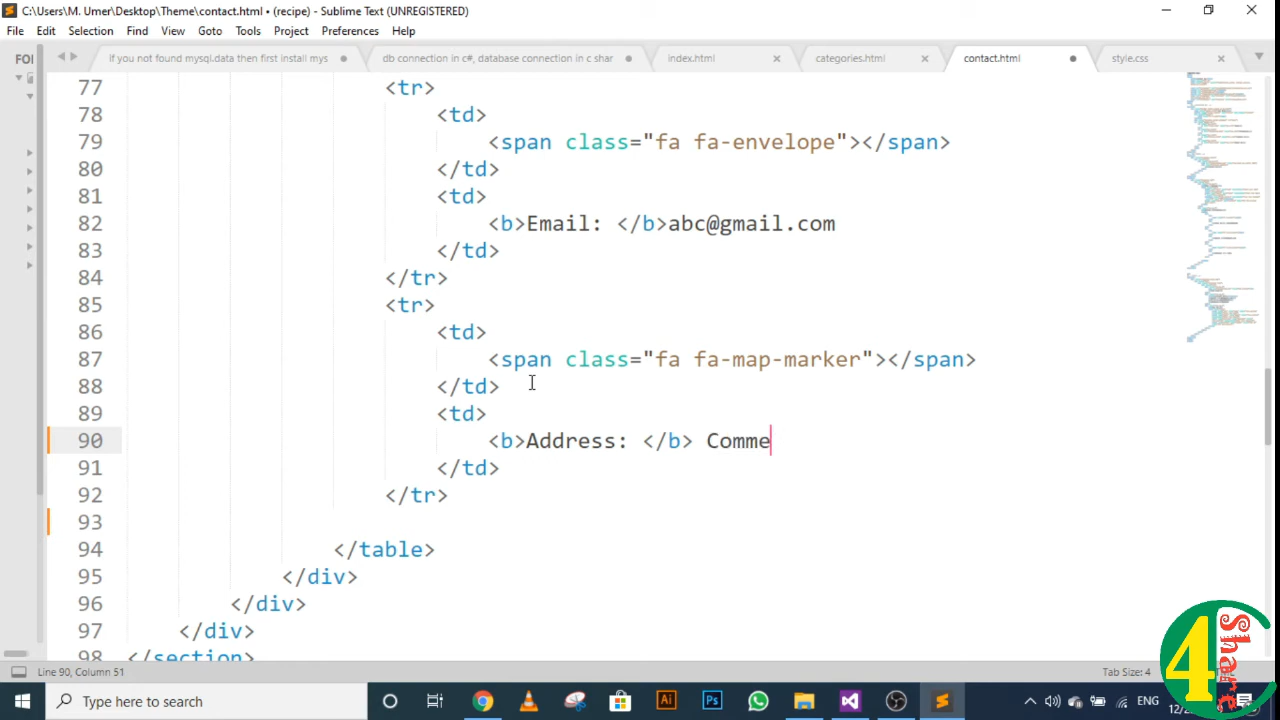 C:\Users\M. Umer\Desktop\Theme\contact.html • (recipe) - Sublime Text (UNREGISTERED)
File Edit Selection Find View Goto Tools Project Preferences Help
FOI
If you not found mysql.data then first install mys
db connection in c#, database connection in c shar
index.html
categories.html
contact.html
style.css
77 <tr>
78 <td>
79 <span class="fa fa-envelope"></span>
80 </td>
81 <td>
82 <b>Email: </b>abc@gmail.com
83 </td>
84 </tr>
85 <tr>
86 <td>
87 <span class="fa fa-map-marker"></span>
88 </td>
89 <td>
90 <b>Address: </b> Comme
91 </td>
92 </tr>
93
94 </table>
95 </div>
96 </div>
97 </div>
98 </section>
Line 90, Column 51
Tab Size: 4
4 Share
Type here to search
Ai
Ps
ENG